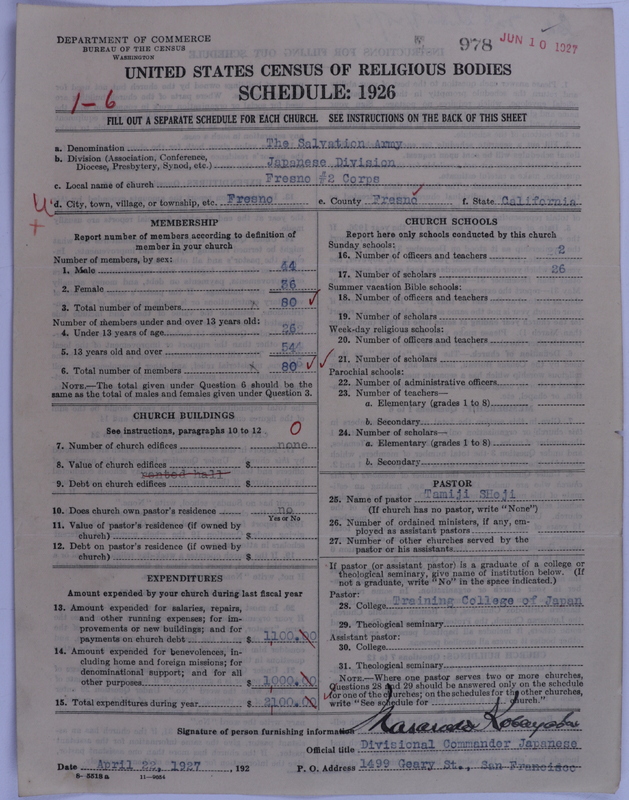 DEPARTMENT OF COMMERCE
BUREAU OF THE CENSUS
WASHINGTON
978
JUN 10 1927
UNITED STATES CENSUS OF RELIGIOUS BODIES
SCHEDULE: 1926
1-6
FILL OUT A SEPARATE SCHEDULE FOR EACH CHURCH. SEE INSTRUCTIONS ON THE BACK OF THIS SHEET
a. Denomination The Salvation Army
b. Division (Association, Conference,
Diocese, Presbytery, Synod, etc.) Japanese Division
c. Local name of church Fresno #2 Corps
d. City, town, village, or township, etc. Fresno e. County Fresno f. State California
MEMBERSHIP
Report number of members according to definition of
member in your church
Number of members, by sex:
1. Male 44
2. Female 36
3. Total number of members 80
Number of members under and over 13 years old:
4. Under 13 years of age 26
5. 13 years old and over 54
6. Total number of members 80
NOTE.—The total given under Question 6 should be the
same as the total of males and females given under Question 3.
CHURCH BUILDINGS
See instructions, paragraphs 10 to 12 0
7. Number of church edifices none
8. Value of church edifices $
rented hall
9. Debt on church edifices $
10. Does church own pastor's residence no
Yes or No
11. Value of pastor's residence (if owned by
church) $
12. Debt on pastor's residence (if owned by
church) $
EXPENDITURES
Amount expended by your church during last fiscal year
13. Amount expended for salaries, repairs,
and other running expenses; for im-
provements or new buildings; and for
payments on church debt $ 1100.00
14. Amount expended for benevolences, in-
cluding home and foreign missions; for
denominational support; and for all
other purposes $ 1000.00
15. Total expenditures during year $ 2100.00
CHURCH SCHOOLS
Report here only schools conducted by this church
Sunday schools:
16. Number of officers and teachers 2
17. Number of scholars 26
Summer vacation Bible schools:
18. Number of officers and teachers
19. Number of scholars
Week-day religious schools:
20. Number of officers and teachers
21. Number of scholars
Parochial schools:
22. Number of administrative officers
23. Number of teachers—
a. Elementary (grades 1 to 8)
b. Secondary
24. Number of scholars—
a. Elementary (grades 1 to 8)
b. Secondary
PASTOR
25. Name of pastor Tamiji SHoji
(If church has no pastor, write "None")
26. Number of ordained ministers, if any, em-
ployed as assistant pastors
27. Number of other churches served by the
pastor or his assistants
If pastor (or assistant pastor) is a graduate of a college or
theological seminary, give name of institution below. (If
not a graduate, write "No" in the space indicated.)
Pastor:
28. College Training College of Japan
29. Theological seminary
Assistant pastor:
30. College
31. Theological seminary
NOTE.—Where one pastor serves two or more churches,
Questions 28 and 29 should be answered only on the schedule
for one of the churches; on the schedules for the other churches,
write "See schedule for church."
Signature of person furnishing information Kobayashi
Official title Divisional Commander Japanese
Date April 22, 1927, 192 P. O. Address 1499 Geary St., San Francisco
8-5518a 11-9884